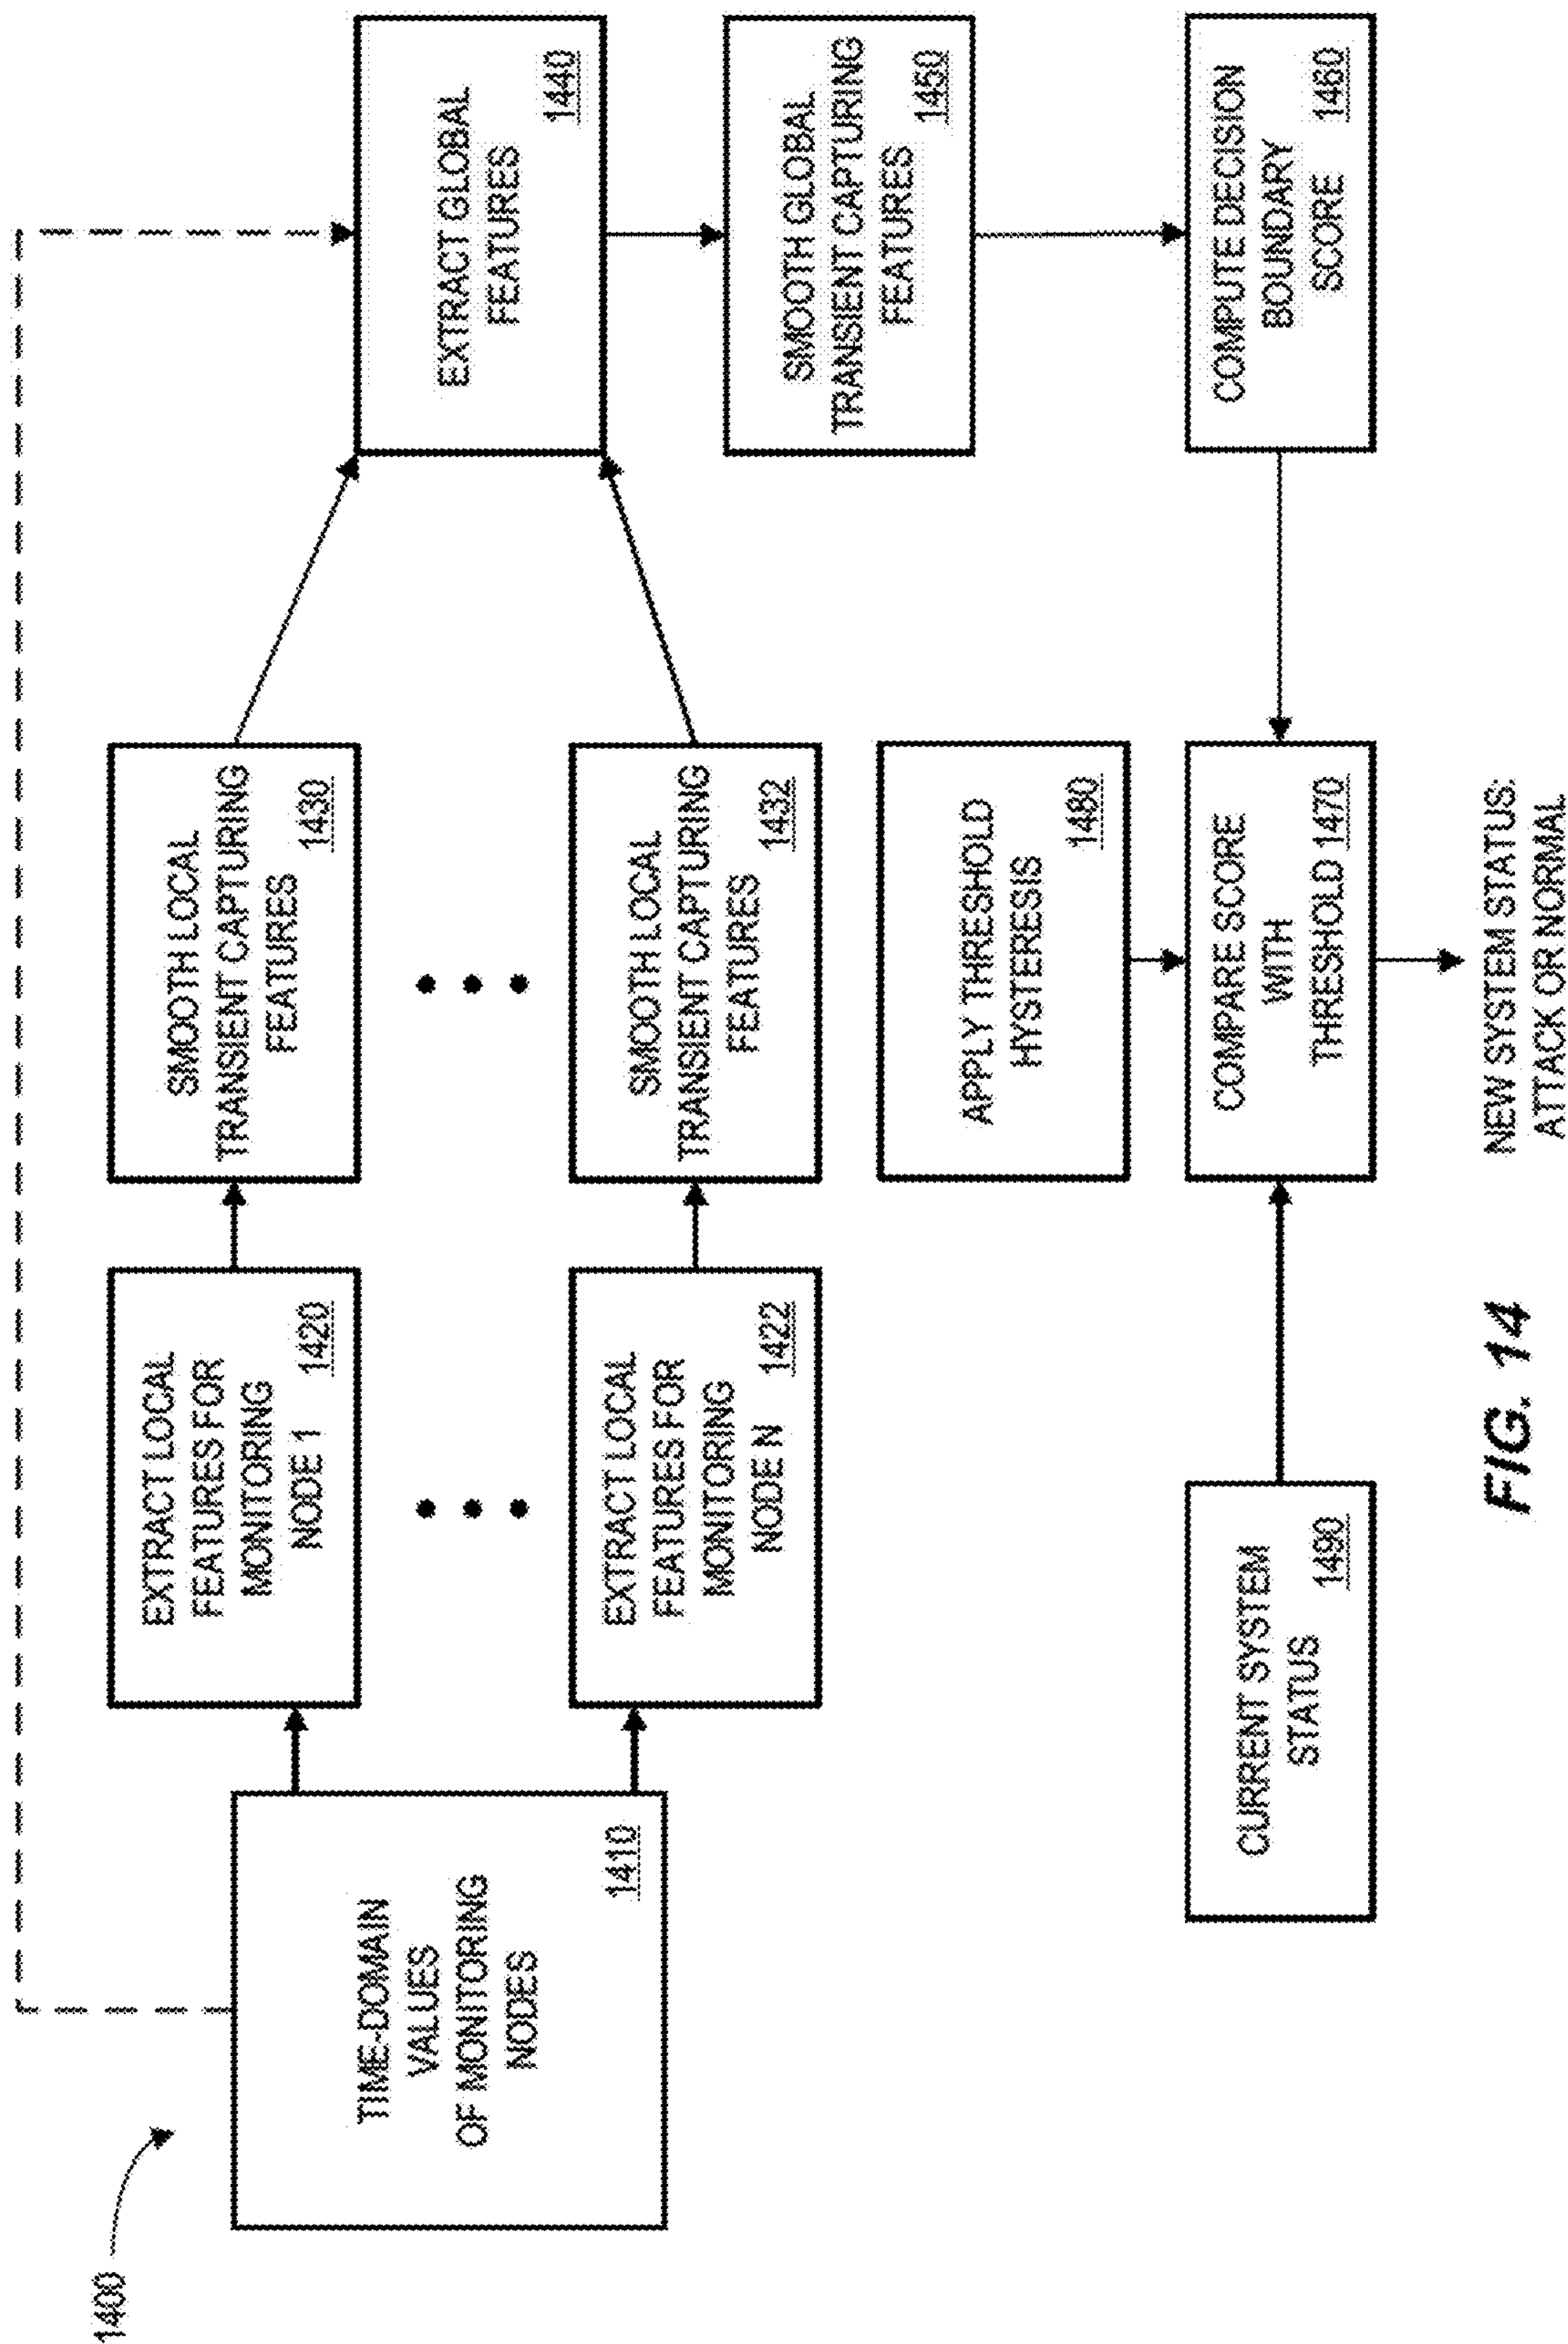 1400
TIME-DOMAIN
VALUES
OF MONITORING
NODES
1410
EXTRACT LOCAL
FEATURES FOR
MONITORING
NODE 1
1420
EXTRACT LOCAL
FEATURES FOR
MONITORING
NODE N
1422
SMOOTH LOCAL
TRANSIENT CAPTURING
FEATURES
1430
SMOOTH LOCAL
TRANSIENT CAPTURING
FEATURES
1432
EXTRACT GLOBAL
FEATURES
1440
SMOOTH GLOBAL
TRANSIENT CAPTURING
FEATURES
1450
COMPUTE DECISION
BOUNDARY
SCORE 1460
APPLY THRESHOLD
HYSTERESIS
1480
COMPARE SCORE
WITH
THRESHOLD 1470
CURRENT SYSTEM
STATUS
1490
NEW SYSTEM STATUS:
ATTACK OR NORMAL
FIG. 14